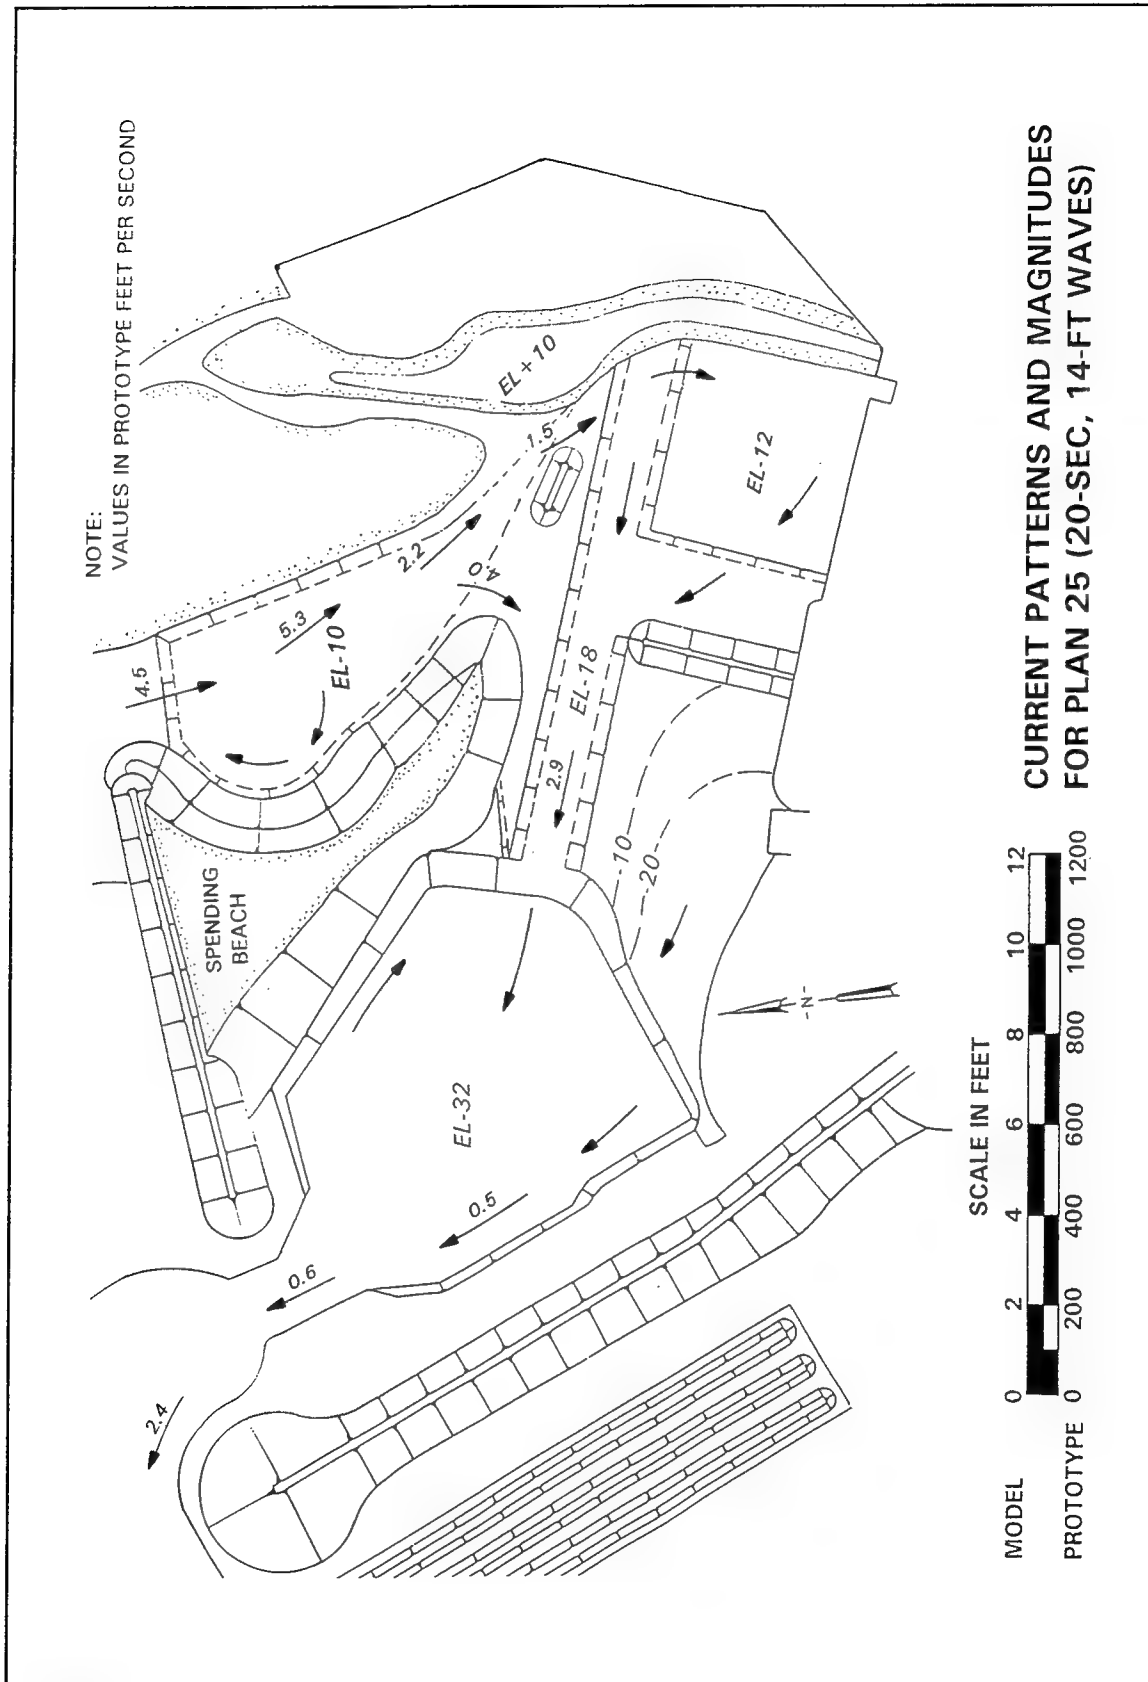 NOTE:
VALUES IN PROTOTYPE FEET PER SECOND
4.5
5.3
EL-10
2.2
4.0
1.5
EL+10
EL-12
EL-18
2.9
-10
-20-
SPENDING
BEACH
EL-32
0.5
0.6
2.4
-N-
SCALE IN FEET
MODEL 0 2 4 6 8 10 12
PROTOTYPE 0 200 400 600 800 1000 1200
CURRENT PATTERNS AND MAGNITUDES
FOR PLAN 25 (20-SEC, 14-FT WAVES)